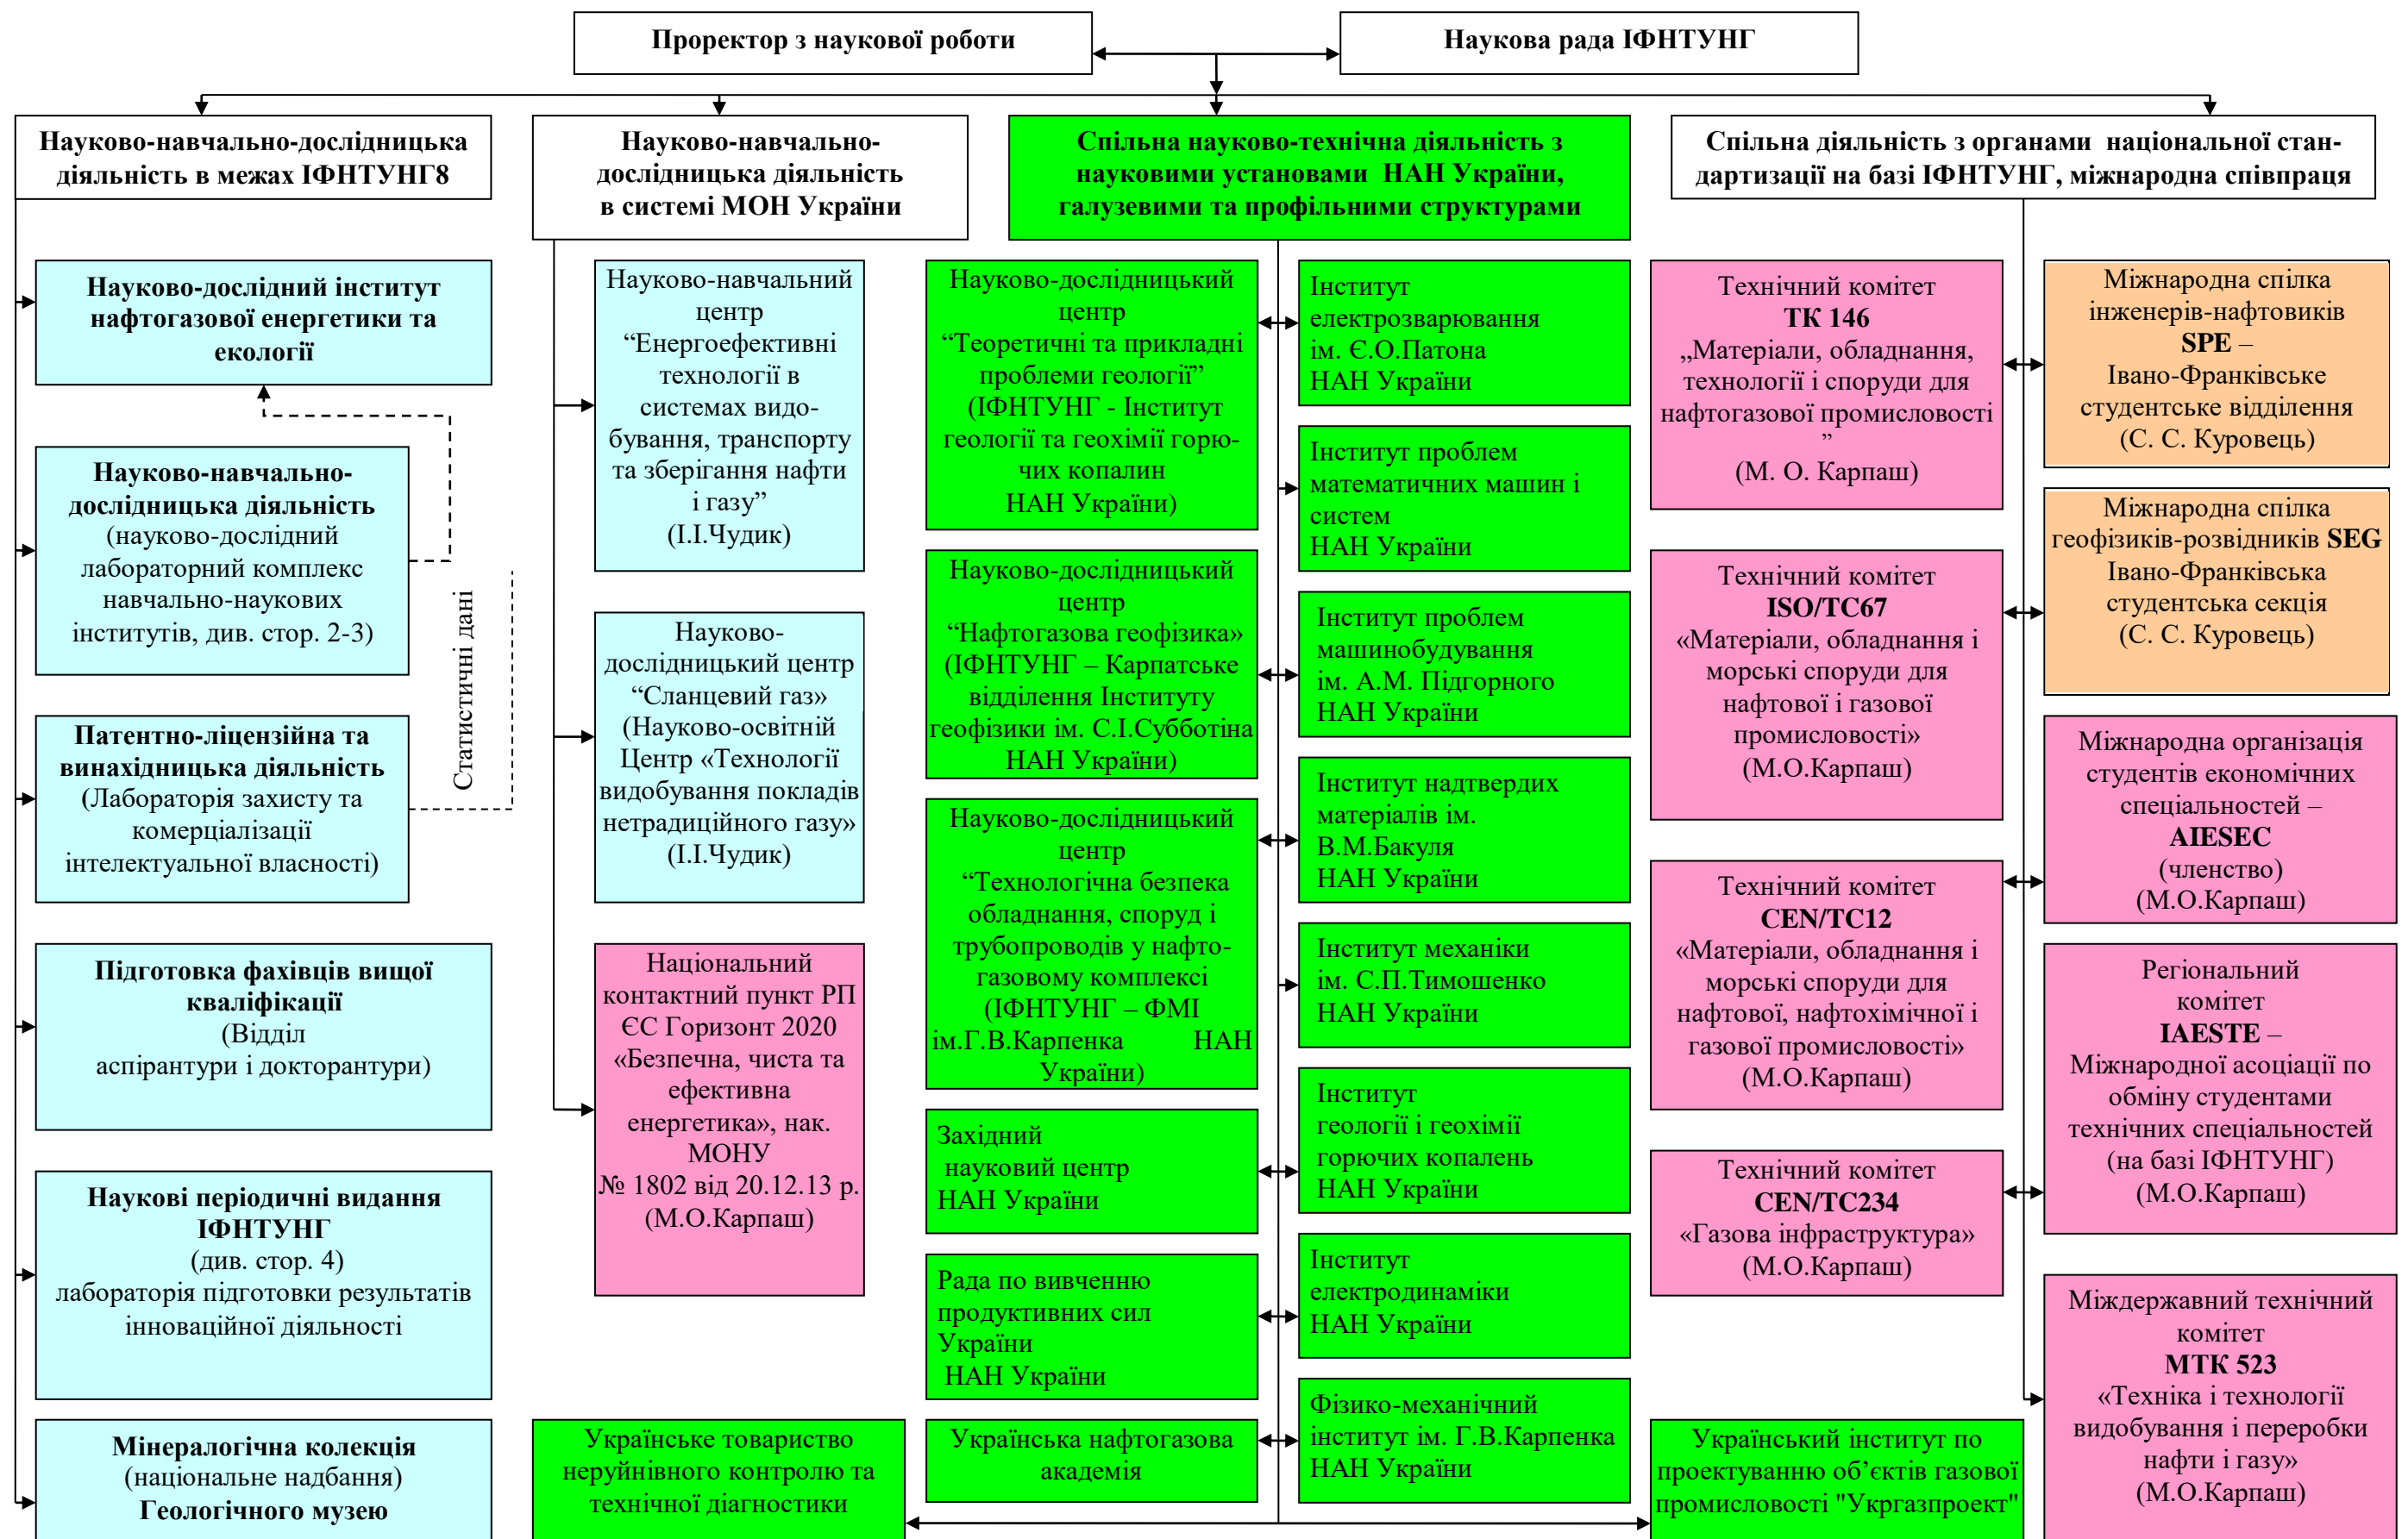 Проректор з наукової роботи
Наукова рада ІФНТУНГ
Науково-навчально-дослідницька
діяльність в межах ІФНТУНГ8
Науково-навчально-
дослідницька діяльність
в системі МОН України
Спільна науково-технічна діяльність з
науковими установами НАН України,
галузевими та профільними структурами
Спільна діяльність з органами національної стан-
дартизації на базі ІФНТУНГ, міжнародна співпраця
Науково-дослідний інститут
нафтогазової енергетики та
екології
Науково-навчально-
дослідницька діяльність
(науково-дослідний
лабораторний комплекс
навчально-наукових
інститутів, див. стор. 2-3)
Статистичні дані
Патентно-ліцензійна та
винахідницька діяльність
(Лабораторія захисту та
комерціалізації
інтелектуальної власності)
Підготовка фахівців вищої
кваліфікації
(Відділ
аспірантури і докторантури)
Наукові періодичні видання
ІФНТУНГ
(див. стор. 4)
лабораторія підготовки результатів
інноваційної діяльності
Мінералогічна колекція
(національне надбання)
Геологічного музею
Науково-навчальний
центр
“Енергоефективні
технології в
системах видо-
бування, транспорту
та зберігання нафти
і газу”
(І.І.Чудик)
Науково-
дослідницький центр
“Сланцевий газ»
(Науково-освітній
Центр «Технології
видобування покладів
нетрадиційного газу»
(І.І.Чудик)
Національний
контактний пункт РП
ЄС Горизонт 2020
«Безпечна, чиста та
ефективна
енергетика», нак.
МОНУ
№ 1802 від 20.12.13 р.
(М.О.Карпаш)
Українське товариство
неруйнівного контролю та
технічної діагностики
Науково-дослідницький
центр
“Теоретичні та прикладні
проблеми геології”
(ІФНТУНГ - Інститут
геології та геохімії горю-
чих копалин
НАН України)
Науково-дослідницький
центр
“Нафтогазова геофізика»
(ІФНТУНГ – Карпатське
відділення Інституту
геофізики ім. С.І.Субботіна
НАН України)
Науково-дослідницький
центр
“Технологічна безпека
обладнання, споруд і
трубопроводів у нафто-
газовому комплексі
(ІФНТУНГ – ФМІ
ім.Г.В.Карпенка НАН
України)
Західний
науковий центр
НАН України
Рада по вивченню
продуктивних сил
України
НАН України
Українська нафтогазова
академія
Інститут
електрозварювання
ім. Є.О.Патона
НАН України
Інститут проблем
математичних машин і
систем
НАН України
Інститут проблем
машинобудування
ім. А.М. Підгорного
НАН України
Інститут надтвердих
матеріалів ім.
В.М.Бакуля
НАН України
Інститут механіки
ім. С.П.Тимошенко
НАН України
Інститут
геології і геохімії
горючих копалень
НАН України
Інститут
електродинаміки
НАН України
Фізико-механічний
інститут ім. Г.В.Карпенка
НАН України
Технічний комітет
ТК 146
„Матеріали, обладнання,
технології і споруди для
нафтогазової промисловості
”
(М. О. Карпаш)
Технічний комітет
ISO/TC67
«Матеріали, обладнання і
морські споруди для
нафтової і газової
промисловості»
(М.О.Карпаш)
Технічний комітет
CEN/TC12
«Матеріали, обладнання і
морські споруди для
нафтової, нафтохімічної і
газової промисловості»
(М.О.Карпаш)
Технічний комітет
CEN/TC234
«Газова інфраструктура»
(М.О.Карпаш)
Український інститут по
проектуванню об’єктів газової
промисловості "Укргазпроект"
Міжнародна спілка
інженерів-нафтовиків
SPE –
Івано-Франківське
студентське відділення
(С. С. Куровець)
Міжнародна спілка
геофізиків-розвідників SEG
Івано-Франківська
студентська секція
(С. С. Куровець)
Міжнародна організація
студентів економічних
спеціальностей –
AIESEC
(членство)
(М.О.Карпаш)
Регіональний
комітет
IAESTE –
Міжнародної асоціації по
обміну студентами
технічних спеціальностей
(на базі ІФНТУНГ)
(М.О.Карпаш)
Міждержавний технічний
комітет
МТК 523
«Техніка і технології
видобування і переробки
нафти і газу»
(М.О.Карпаш)